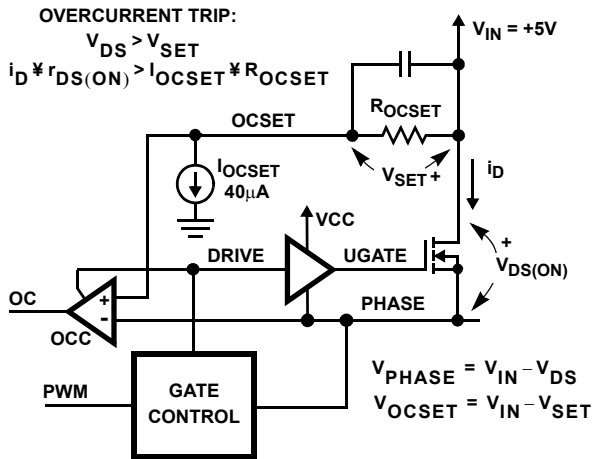 OVERCURRENT TRIP:
VDS > VSET
iD ¥ rDS(ON) > IOCSET ¥ ROCSET
VIN = +5V
ROCSET
OCSET
VSET +
iD
IOCSET
40µA
VCC
DRIVE
UGATE
+
VDS(ON)
OC
+
-
OCC
PHASE
PWM
GATE
CONTROL
VPHASE = VIN – VDS
VOCSET = VIN – VSET